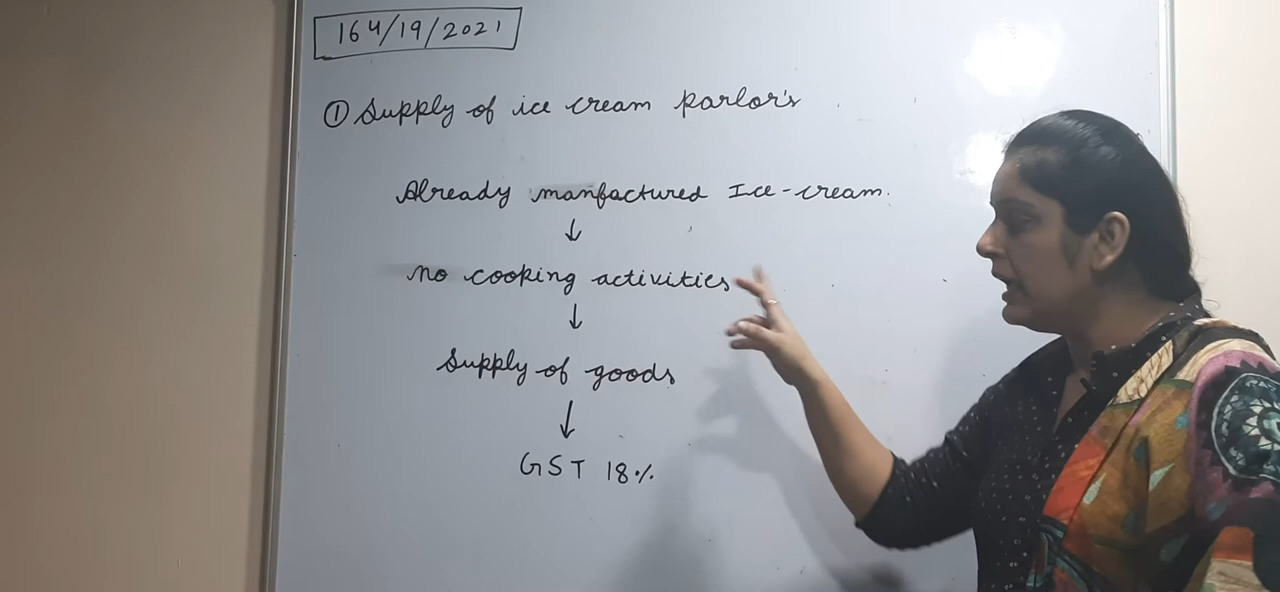 164/19/2021
① Supply of ice cream parlor's
Already manfactured Ice-cream.
↓
no cooking activities
↓
Supply of goods
↓
GST 18%